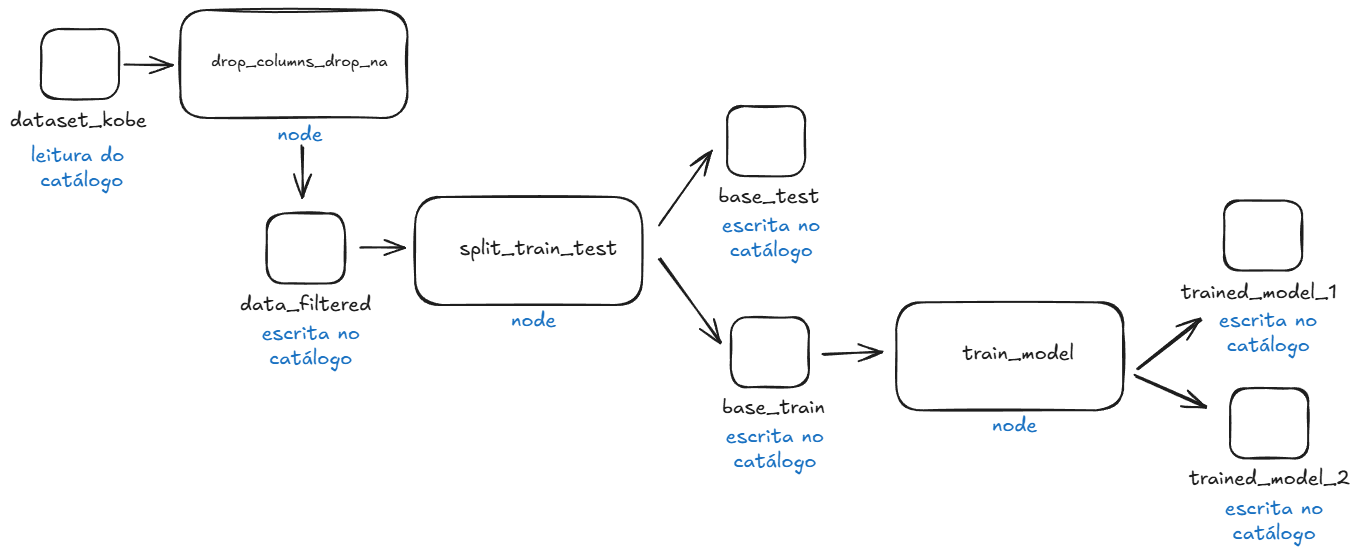 drop_columns_drop_na
dataset_kobe
leitura do
catálogo
node
data_filtered
escrita no
catálogo
split_train_test
node
base_test
escrita no
catálogo
base_train
escrita no
catálogo
train_model
node
trained_model_1
escrita no
catálogo
trained_model_2
escrita no
catálogo